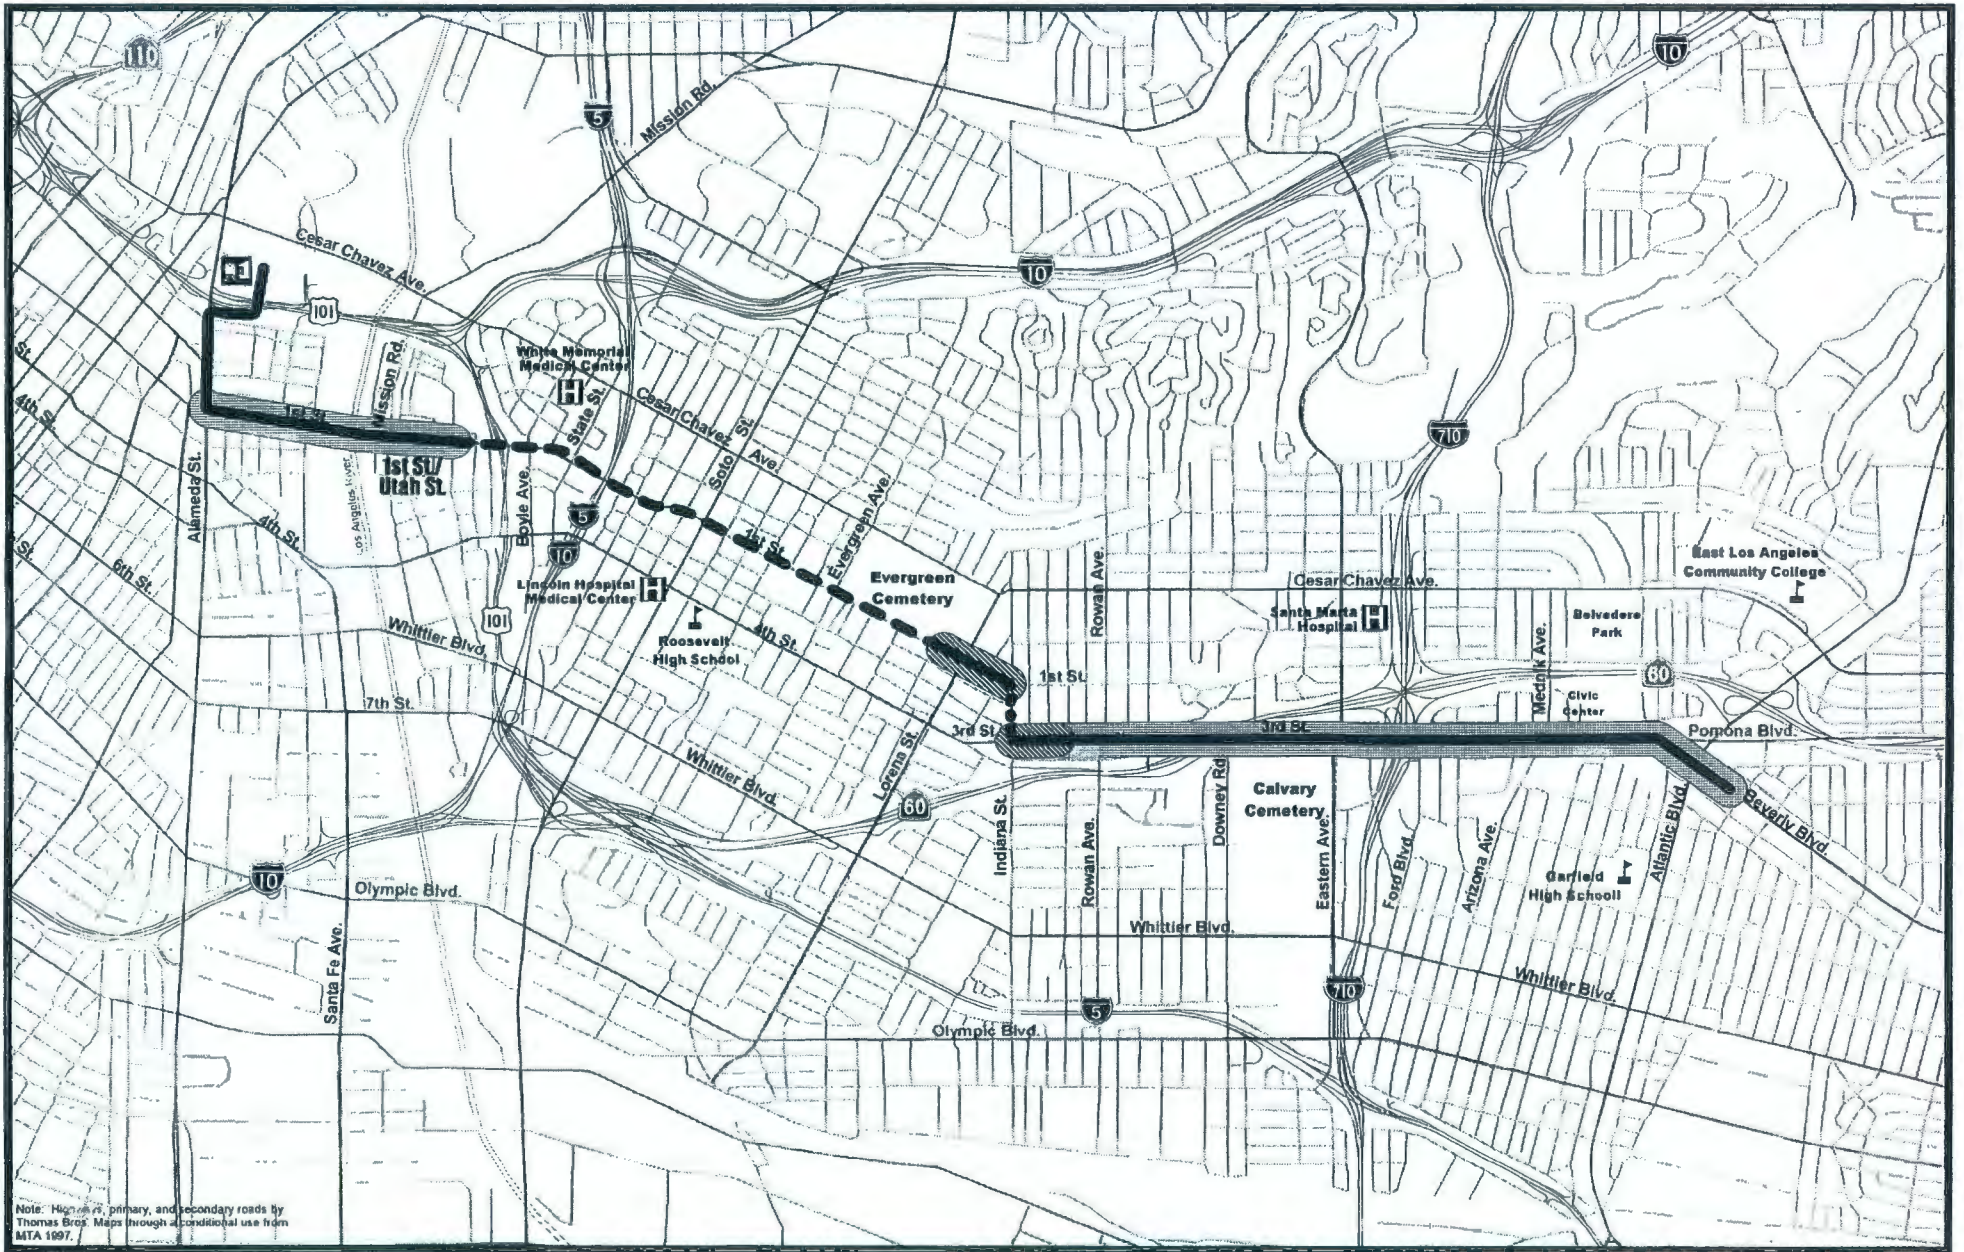 110
10
5
Mission Rd.
Cesar Chavez Ave.
10
101
St.
Mission Rd.
White Memorial
Medical Center
H
State St.
Cesar Chavez
Ave.
Soto St.
4th St.
1st St./
Utah St.
710
Alameda St.
Los Angeles River
Boyle Ave.
5
4th St.
1st St.
Evergreen Ave.
10
St.
6th St.
Lincoln Hospital
Medical Center
H
Evergreen
Cemetery
Rowan Ave.
Cesar Chavez Ave.
East Los Angeles
Community College
Santa Marta
Hospital
H
Belvedere
Park
101
Whittier Blvd.
Roosevelt
High School
4th St.
1st St.
Mednik Ave.
60
Civic
Center
7th St.
3rd St.
3rd St.
Pomona Blvd.
Whittier Blvd.
Lorena St.
60
Indiana St.
Rowan Ave.
Downey Rd.
Calvary
Cemetery
Eastern Ave.
Ford Blvd.
Arizona Ave.
Garfield
High Schooll
Atlantic Blvd.
Beverly Blvd.
10
Olympic Blvd.
Santa Fe Ave.
Whittier Blvd.
Whittier Blvd.
710
5
Olympic Blvd.
Note: primary, and secondary roads by
Thomas Bros. Maps through a conditional use from
MTA 1997.